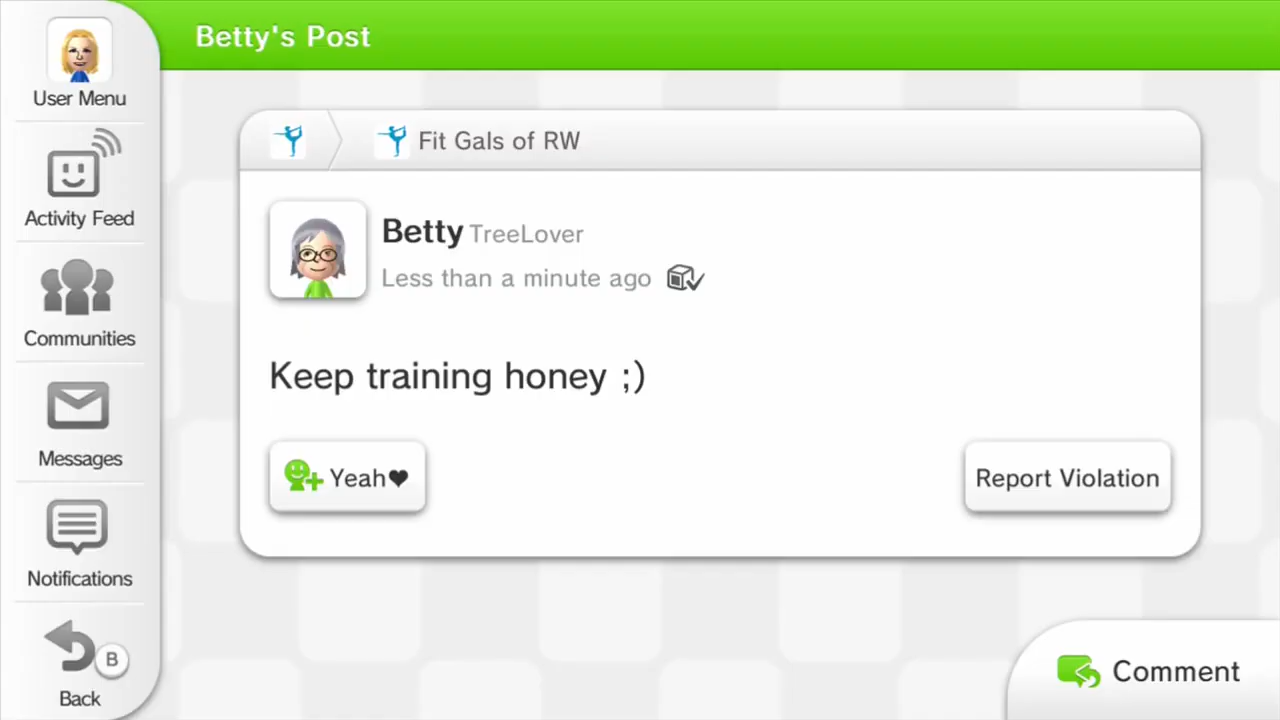 Betty's Post
User Menu
Activity Feed
Communities
Messages
Notifications
B
Back
Fit Gals of RW
Betty TreeLover
Less than a minute ago
Keep training honey ;)
Yeah♥
Report Violation
Comment